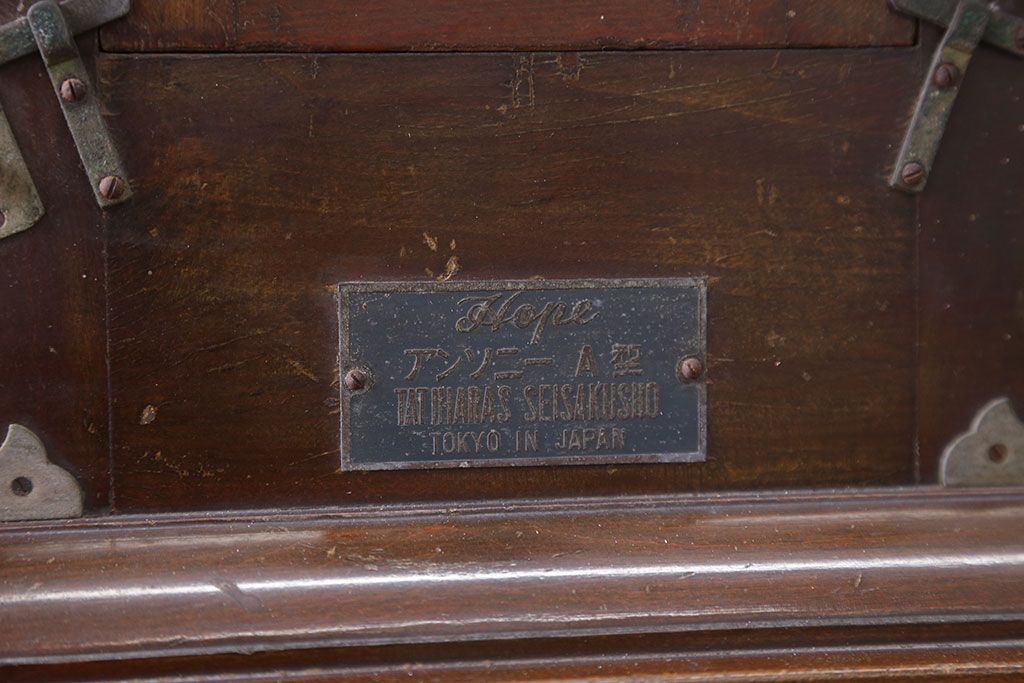 Hope
アンソニー A型
TATIHARAS SEISAKUSHO
TOKYO IN JAPAN